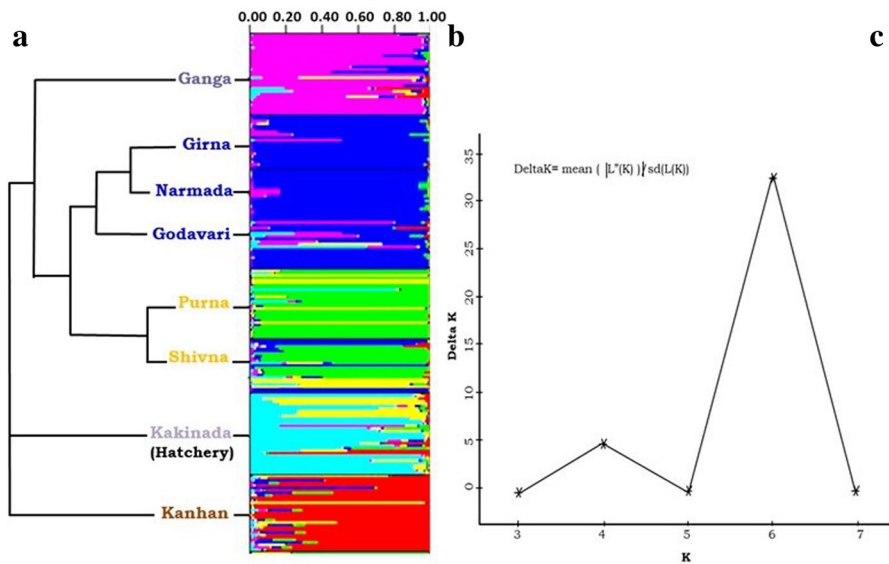 0.00 0.20 0.40 0.60 0.80 1.00
a
b
c
Ganga
Girna
Narmada
Godavari
Purna
Shivna
Kakinada
(Hatchery)
Kanhan
DeltaK= mean ( |L"(K) )|/sd(L(K))
35
30
25
20
15
10
5
0
Delta K
3 4 5 6 7
K